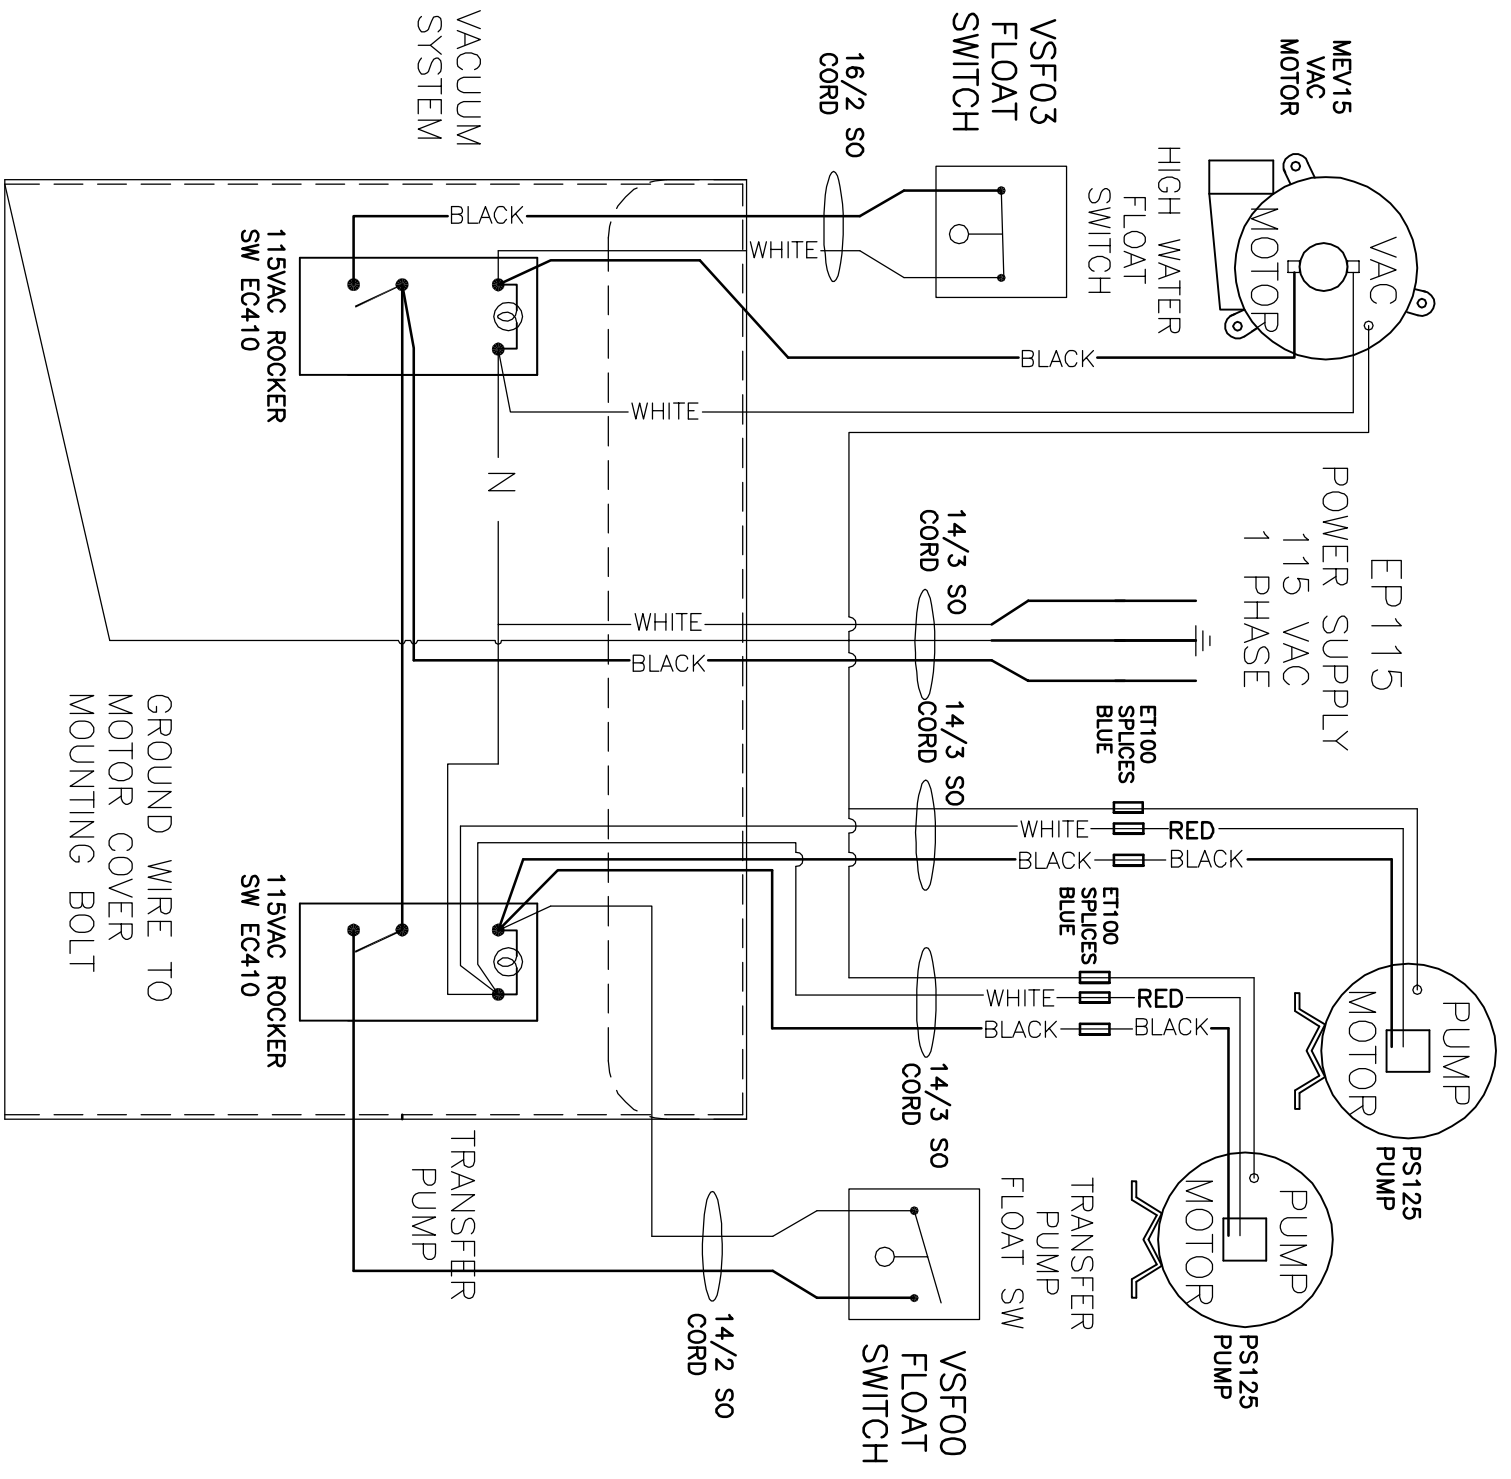 MEV15
VAC
MOTOR
VAC
MOTOR
HIGH WATER
FLOAT
SWITCH
VSF03
FLOAT
SWITCH
16/2 SO
CORD
VACUUM
SYSTEM
BLACK
WHITE
BLACK
WHITE
N
115VAC ROCKER
SW EC410
EP115
POWER SUPPLY
115 VAC
1 PHASE
14/3 SO
CORD
WHITE
BLACK
14/3 SO
CORD
ET100
SPLICES
BLUE
WHITE
RED
BLACK
BLACK
ET100
SPLICES
BLUE
WHITE
RED
BLACK
BLACK
14/3 SO
CORD
PUMP
MOTOR
PS125
PUMP
PUMP
MOTOR
PS125
PUMP
TRANSFER
PUMP
FLOAT SW
VSF00
FLOAT
SWITCH
14/2 SO
CORD
TRANSFER
PUMP
115VAC ROCKER
SW EC410
GROUND WIRE TO
MOTOR COVER
MOUNTING BOLT